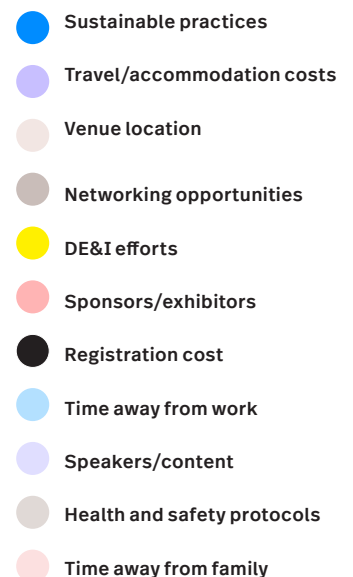 Sustainable practices
Travel/accommodation costs
Venue location
Networking opportunities
DE&I efforts
Sponsors/exhibitors
Registration cost
Time away from work
Speakers/content
Health and safety protocols
Time away from family